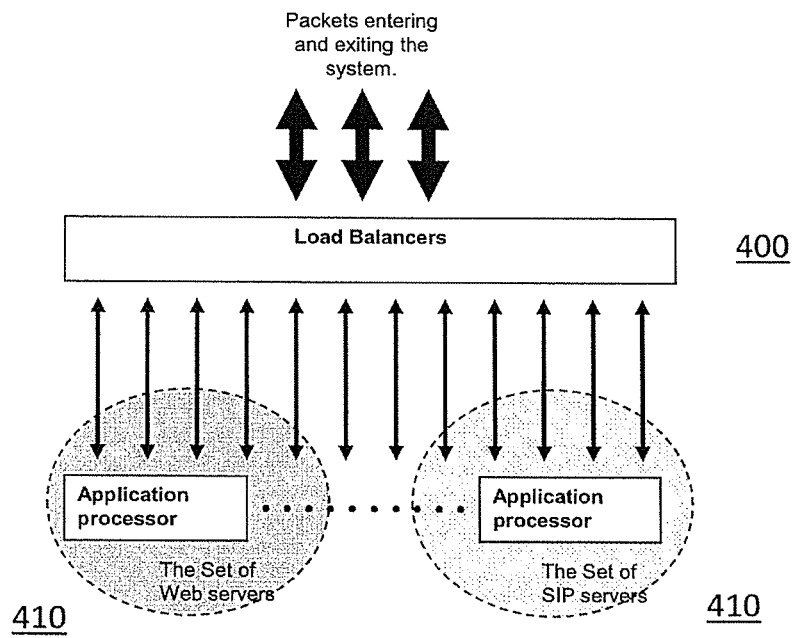 Packets entering
and exiting the
system.
Load Balancers
400
Application
processor
Application
processor
The Set of
Web servers
The Set of
SIP servers
410
410